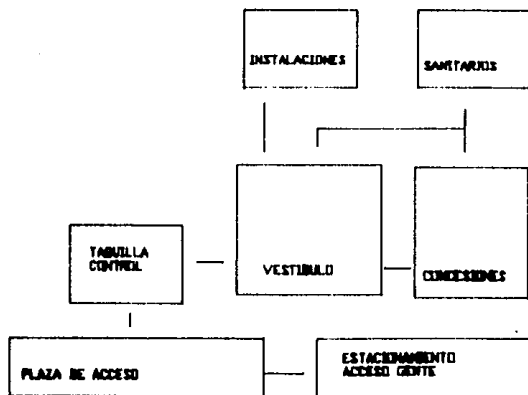 INSTALACIONES
SANITARIOS
TAQUILLA
CONTROL
VESTIBULO
CONCESIONES
PLAZA DE ACCESO
ESTACIONAMIENTO
ACCESO GENTE